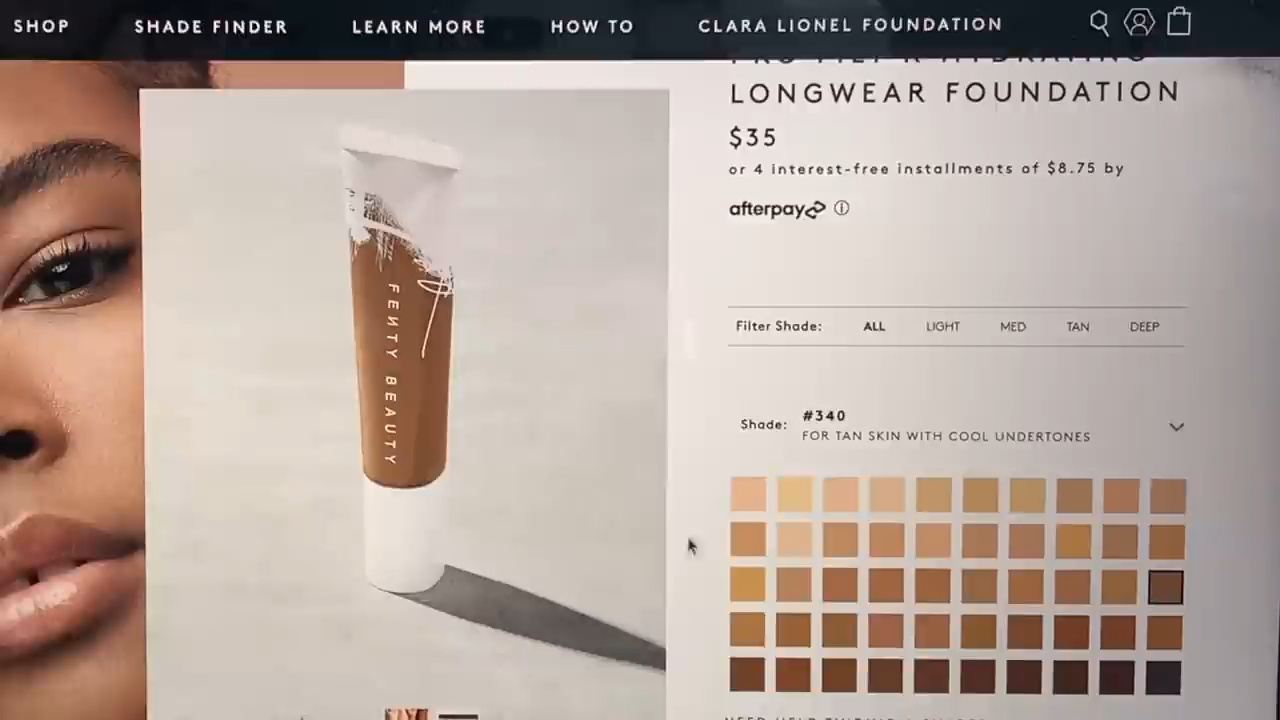 SHOP SHADE FINDER LEARN MORE HOW TO CLARA LIONEL FOUNDATION
LONGWEAR FOUNDATION
$35
or 4 interest-free installments of $8.75 by
afterpay
Filter Shade: ALL LIGHT MED TAN DEEP
Shade: #340
FOR TAN SKIN WITH COOL UNDERTONES
FENTY BEAUTY